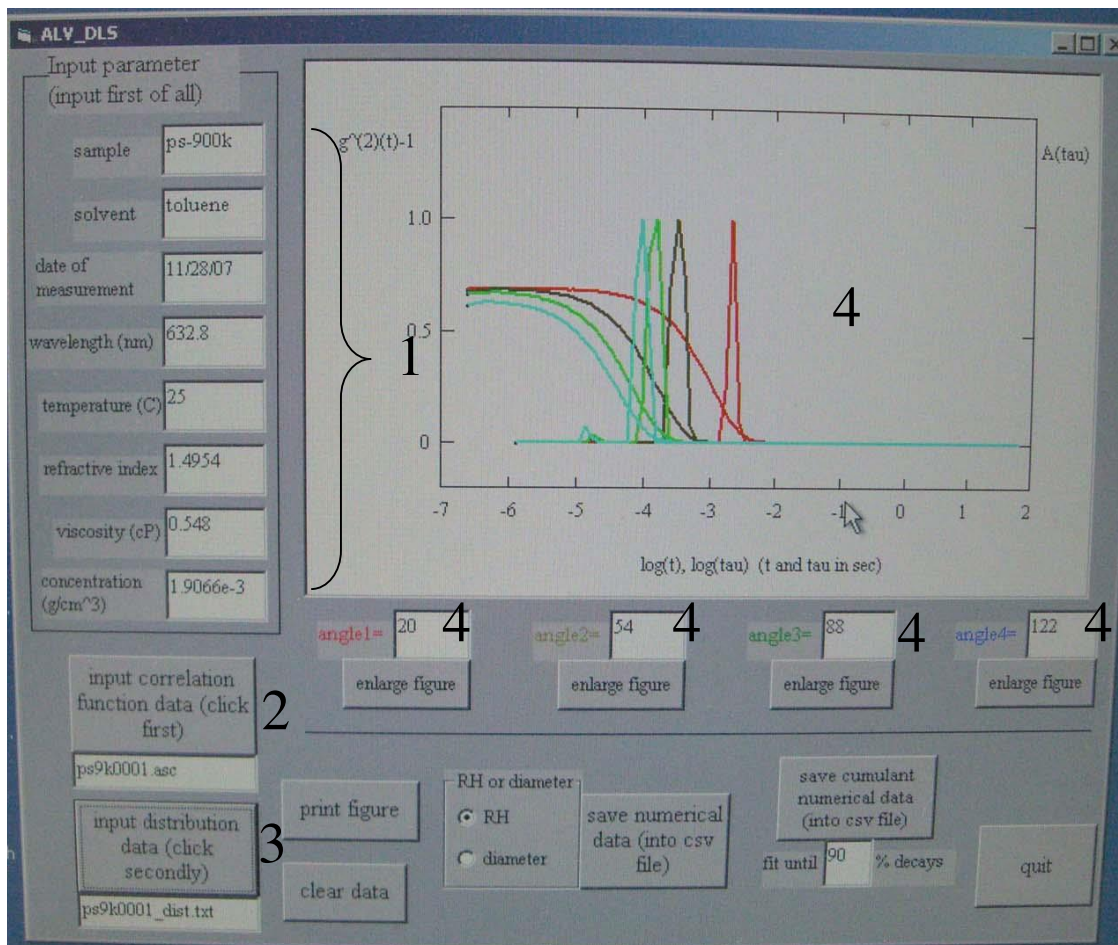 ALV_DLS
Input parameter
(input first of all)
sample
ps-900k
solvent
toluene
date of
measurement
11/28/07
wavelength (nm)
632.8
temperature (C)
25
refractive index
1.4954
viscosity (cP)
0.548
concentration
(g/cm^3)
1.9066e-3
1
g^(2)(t)-1
A(tau)
1.0
0.5
0
4
-7 -6 -5 -4 -3 -2 -1 0 1 2
log(t), log(tau) (t and tau in sec)
angle1= 20 4
angle2= 54 4
angle3= 88 4
angle4= 122 4
enlarge figure
enlarge figure
enlarge figure
enlarge figure
input correlation
function data (click
first)
2
ps9k0001.asc
input distribution
data (click
secondly)
3
ps9k0001_dist.txt
print figure
clear data
RH or diameter
RH
diameter
save numerical
data (into csv
file)
save cumulant
numerical data
(into csv file)
fit until 90 % decays
quit